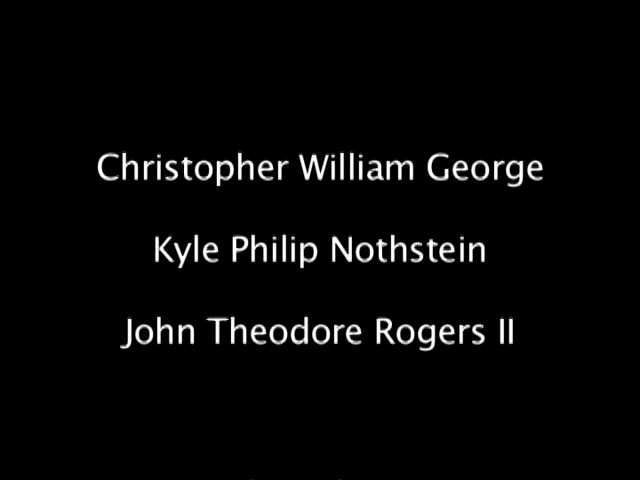 Christopher William George
Kyle Philip Nothstein
John Theodore Rogers II